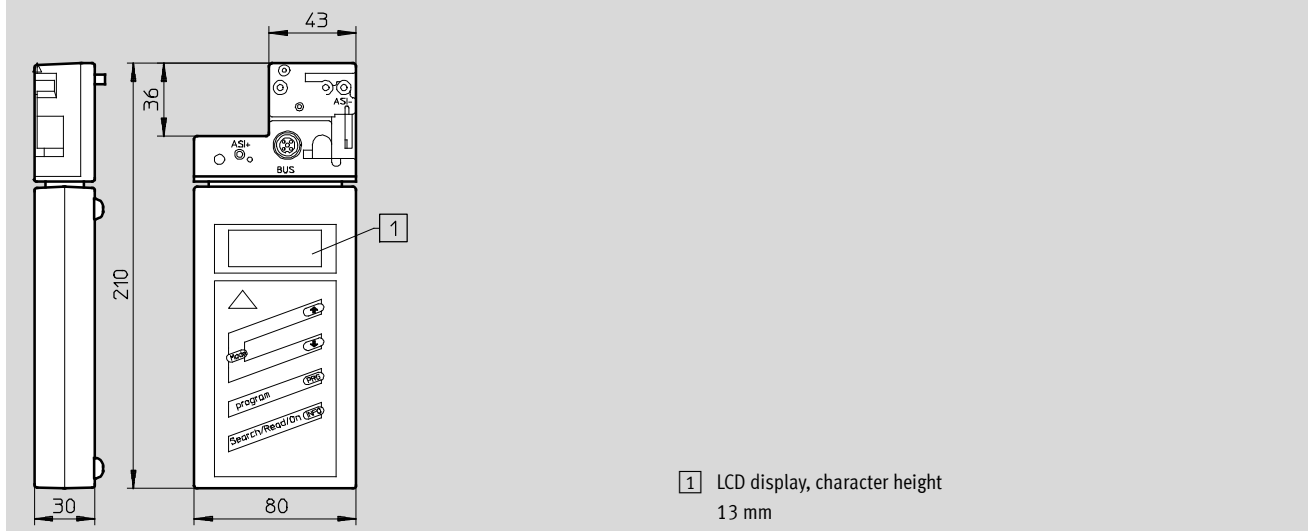 43
36
ASI-
ASI+
BUS
1
210
Mode
PRG
program
INFO
Search/Read/On
30
80
1 LCD display, character height
13 mm